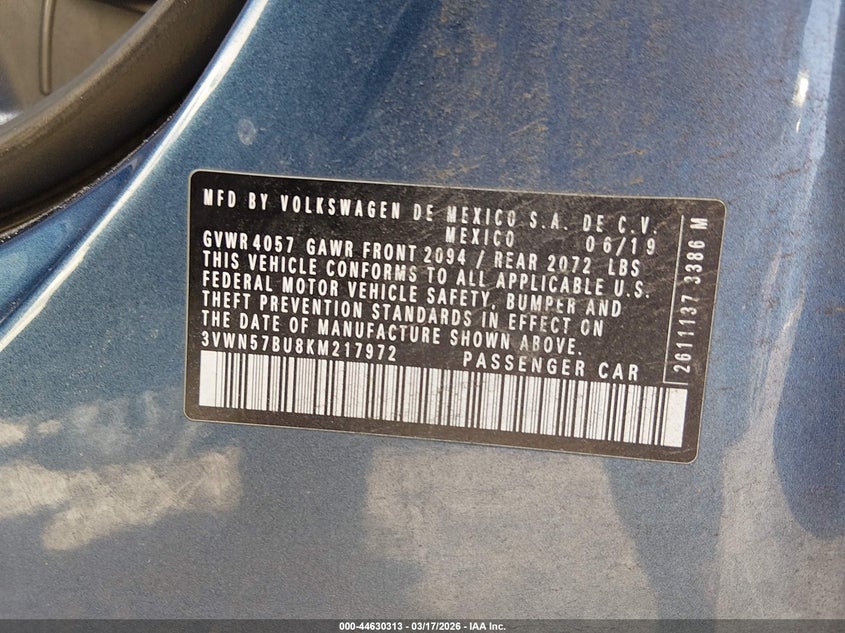 MFD BY VOLKSWAGEN DE MEXICO S.A. DE C.V.
MEXICO 06/19
GVWR 4057 GAWR FRONT 2094 / REAR 2072 LBS
THIS VEHICLE CONFORMS TO ALL APPLICABLE U.S.
FEDERAL MOTOR VEHICLE SAFETY, BUMPER AND
THEFT PREVENTION STANDARDS IN EFFECT ON
THE DATE OF MANUFACTURE SHOWN ABOVE.
3VWN57BU8KM217972 PASSENGER CAR
2611137 3386 M
000-44630313 - 03/17/2026 - IAA Inc.